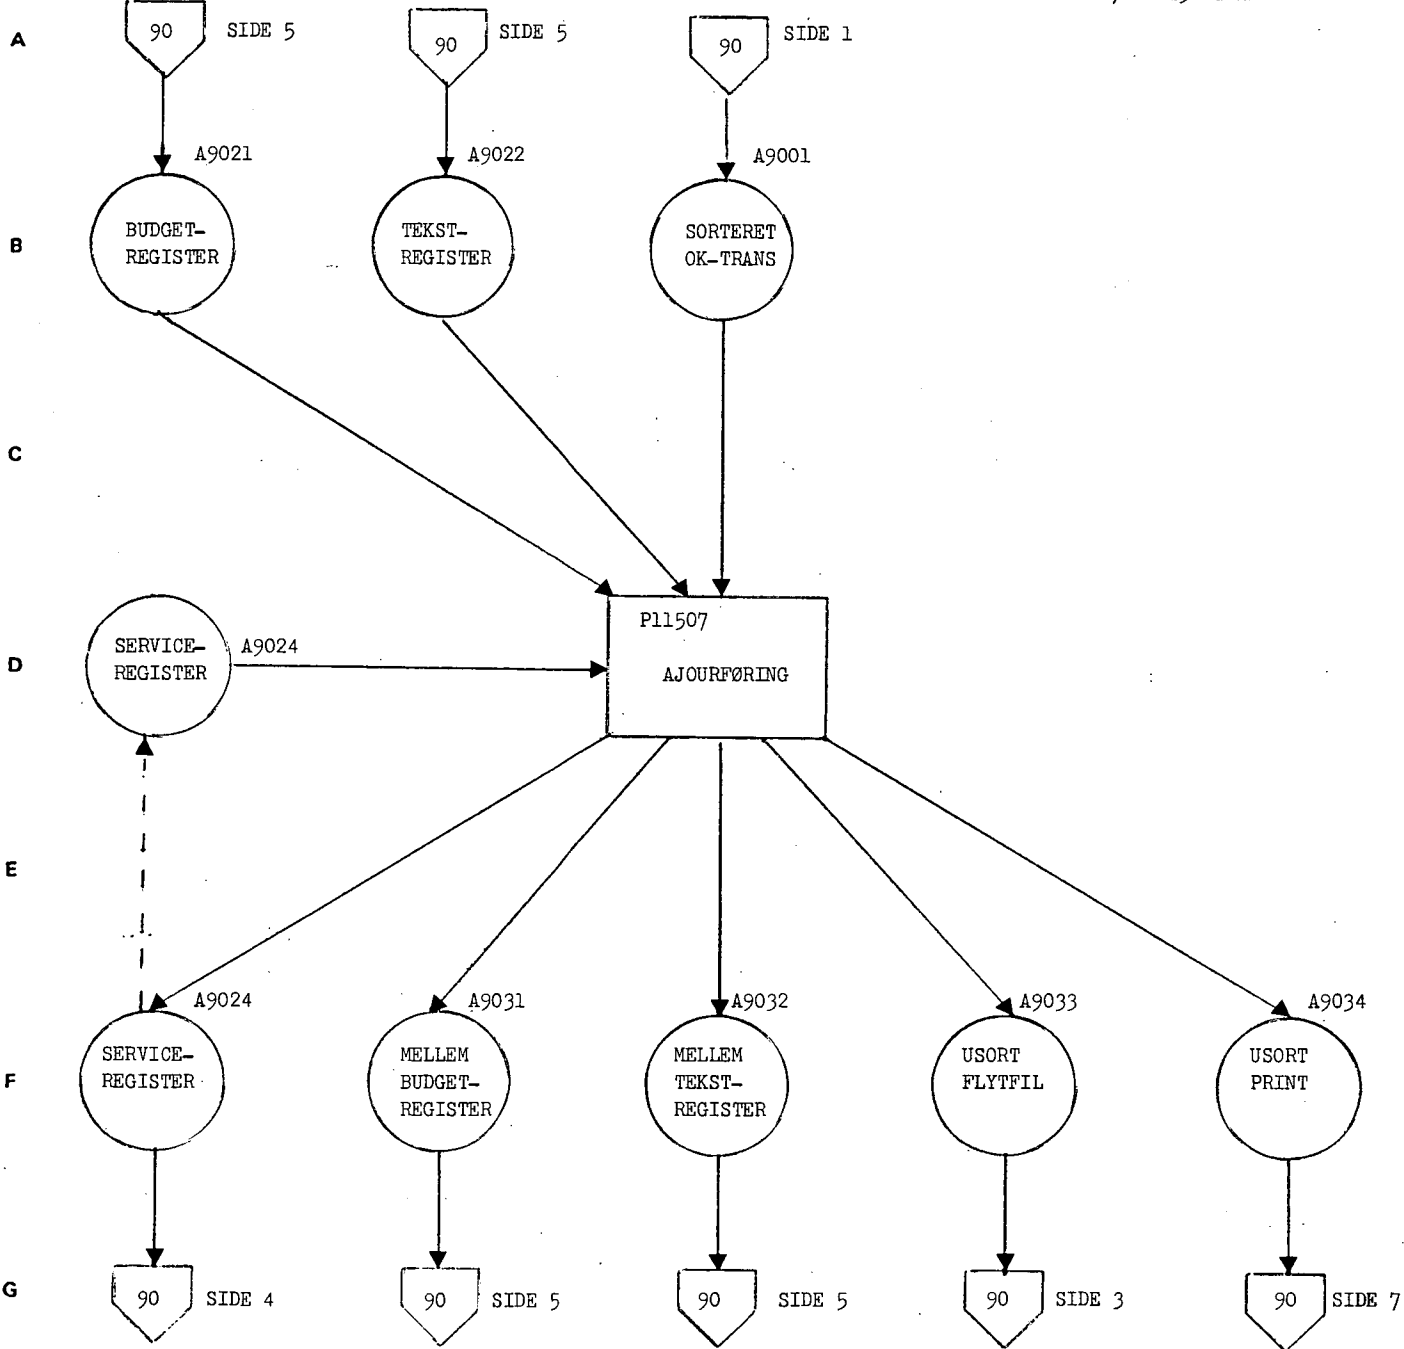 A
90 SIDE 5
90 SIDE 5
90 SIDE 1
A9021
A9022
A9001
B
BUDGET-
REGISTER
TEKST-
REGISTER
SORTERET
OK-TRANS
C
P11507
AJOURFØRING
D
SERVICE-
REGISTER
A9024
E
A9024
A9031
A9032
A9033
A9034
F
SERVICE-
REGISTER
MELLEM
BUDGET-
REGISTER
MELLEM
TEKST-
REGISTER
USORT
FLYTFIL
USORT
PRINT
G
90 SIDE 4
90 SIDE 5
90 SIDE 5
90 SIDE 3
90 SIDE 7